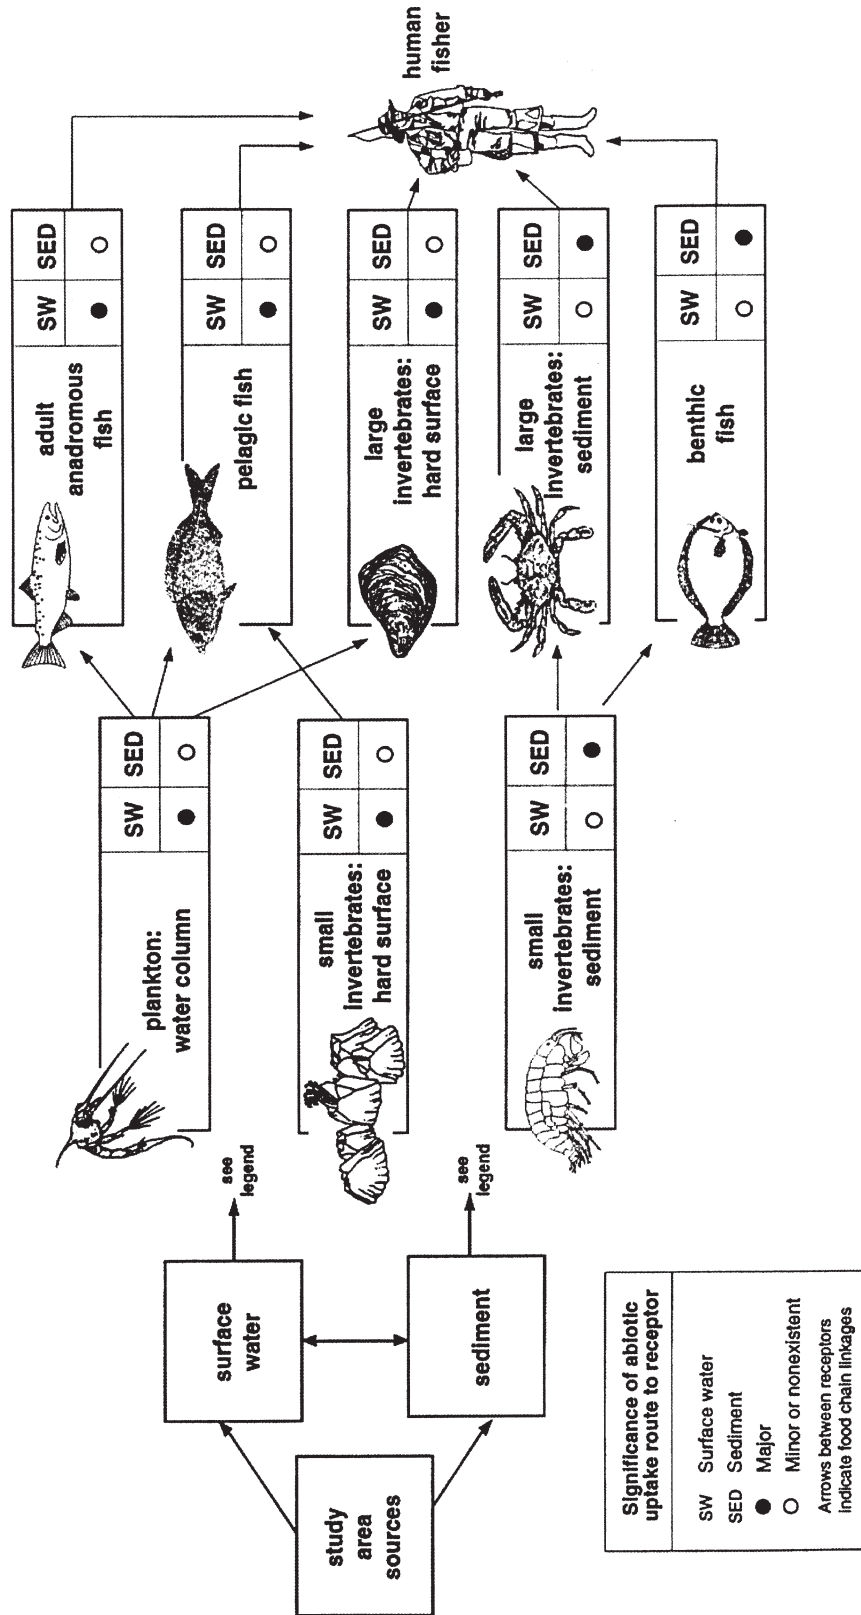 study
area
sources
surface
water
sediment
see
legend
see
legend
plankton:
water column
SW SED
small
invertebrates:
hard surface
SW SED
small
invertebrates:
sediment
SW SED
adult
anadromous
fish
SW SED
pelagic fish
SW SED
large
invertebrates:
hard surface
SW SED
large
invertebrates:
sediment
SW SED
benthic
fish
SW SED
human
fisher
Significance of abiotic
uptake route to receptor
SW Surface water
SED Sediment
● Major
○ Minor or nonexistent
Arrows between receptors
indicate food chain linkages